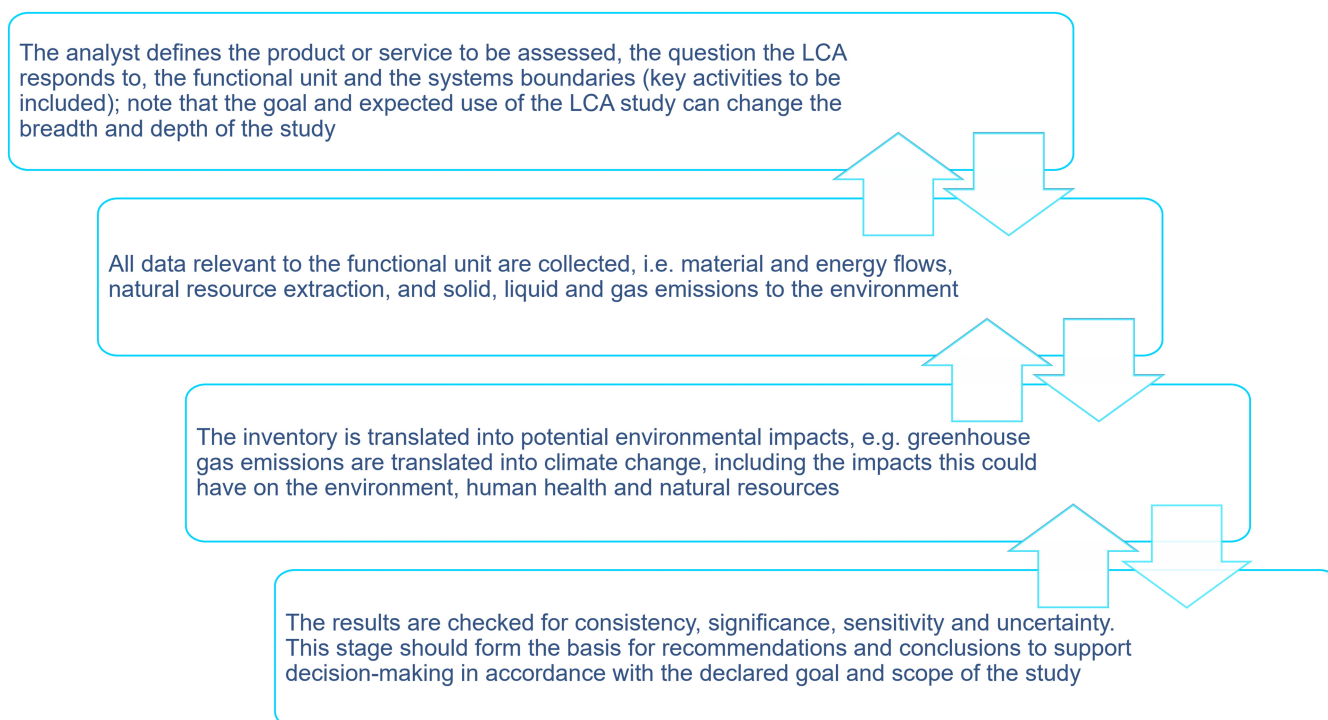 The analyst defines the product or service to be assessed, the question the LCA
responds to, the functional unit and the systems boundaries (key activities to be
included); note that the goal and expected use of the LCA study can change the
breadth and depth of the study
All data relevant to the functional unit are collected, i.e. material and energy flows,
natural resource extraction, and solid, liquid and gas emissions to the environment
The inventory is translated into potential environmental impacts, e.g. greenhouse
gas emissions are translated into climate change, including the impacts this could
have on the environment, human health and natural resources
The results are checked for consistency, significance, sensitivity and uncertainty.
This stage should form the basis for recommendations and conclusions to support
decision-making in accordance with the declared goal and scope of the study